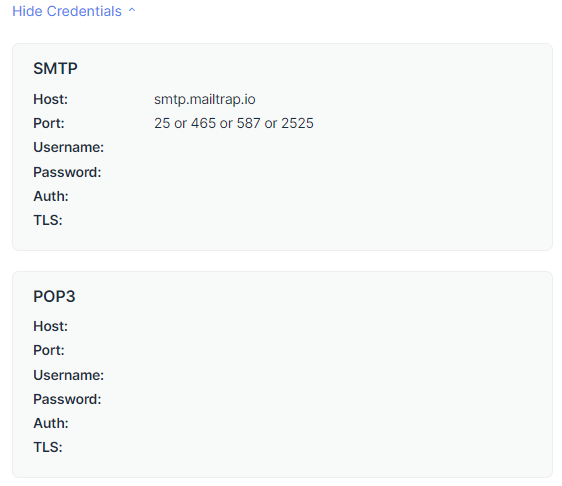 Hide Credentials ^
SMTP
Host: smtp.mailtrap.io
Port: 25 or 465 or 587 or 2525
Username:
Password:
Auth:
TLS:
POP3
Host:
Port:
Username:
Password:
Auth:
TLS: